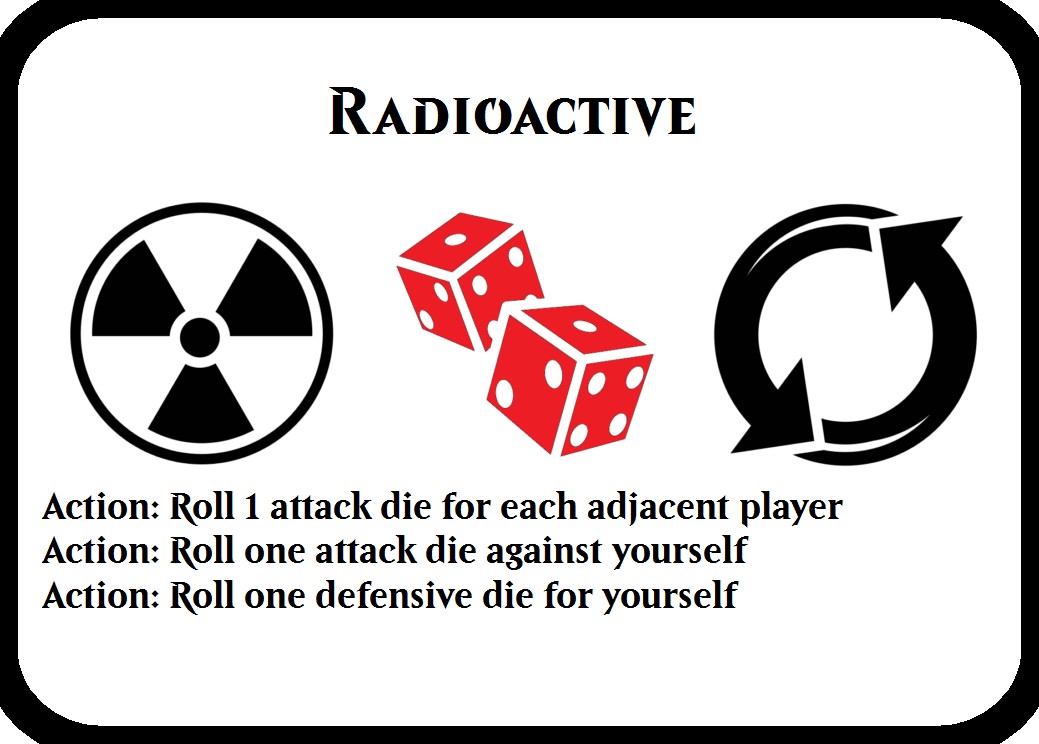 Radioactive
Action: Roll 1 attack die for each adjacent player
Action: Roll one attack die against yourself
Action: Roll one defensive die for yourself